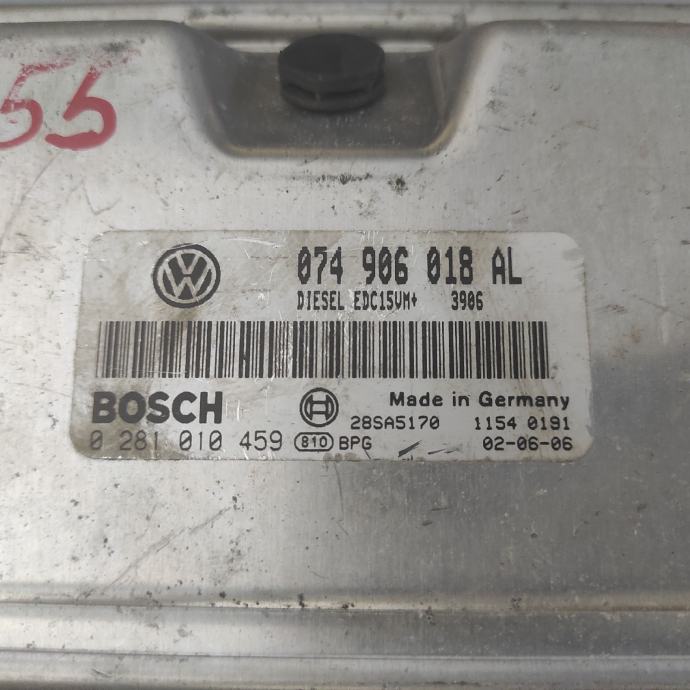 55
VW
074 906 018 AL
DIESEL EDC15VM+ 3906
BOSCH
Made in Germany
28SA5170 1154 0191
0 281 010 459 810 BPG 02-06-06